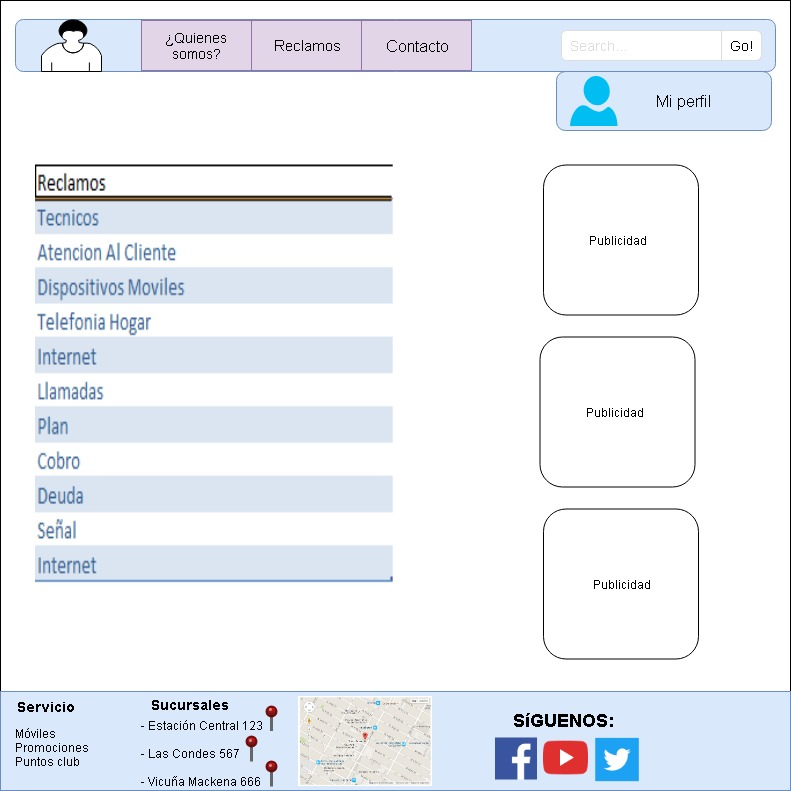 ¿Quienes
somos?
Reclamos
Contacto
Search...
Go!
Mi perfil
Reclamos
Tecnicos
Atencion Al Cliente
Dispositivos Moviles
Telefonia Hogar
Internet
Llamadas
Plan
Cobro
Deuda
Señal
Internet
Publicidad
Publicidad
Publicidad
Servicio
Móviles
Promociones
Puntos club
Sucursales
- Estación Central 123
- Las Condes 567
- Vicuña Mackena 666
SíGUENOS: